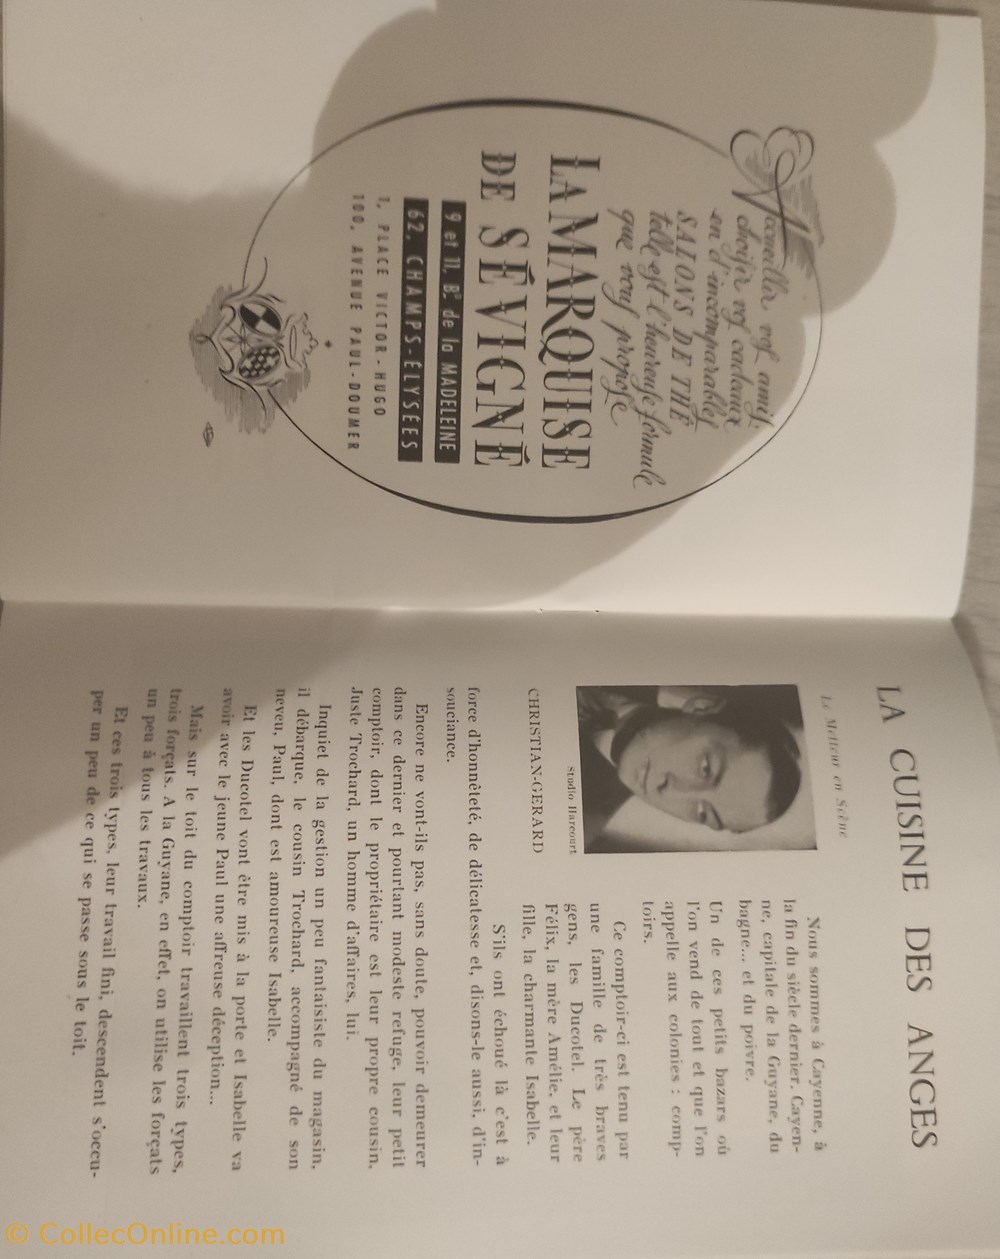 Accueillir vos amis.
choisir vos cadeaux
en d'incomparables
SALONS DE THÉ
telle est l'heureuse formule
que vous propose
LA MARQUISE
DE SÉVIGNÉ
9 et 11, Bd de la MADELEINE
62, CHAMPS-ÉLYSÉES
1, PLACE VICTOR-HUGO
100, AVENUE PAUL-DOUMER
LA CUISINE DES ANGES
Le Metteur en Scène
Studio Harcourt
CHRISTIAN-GERARD
Nous sommes à Cayenne, à
la fin du siècle dernier. Cayen-
ne, capitale de la Guyane, du
bagne... et du poivre.
Un de ces petits bazars où
l'on vend de tout et que l'on
appelle aux colonies : comp-
toirs.
Ce comptoir-ci est tenu par
une famille de très braves
gens, les Ducotel. Le père
Félix, la mère Amélie, et leur
fille, la charmante Isabelle.
S'ils ont échoué là c'est à
force d'honnêteté, de délicatesse et, disons-le aussi, d'in-
souciance.
Encore ne vont-ils pas, sans doute, pouvoir demeurer
dans ce dernier et pourtant modeste refuge, leur petit
comptoir, dont le propriétaire est leur propre cousin,
Juste Trochard, un homme d'affaires, lui.
Inquiet de la gestion un peu fantaisiste du magasin,
il débarque, le cousin Trochard, accompagné de son
neveu, Paul, dont est amoureuse Isabelle.
Et les Ducotel vont être mis à la porte et Isabelle va
avoir avec le jeune Paul une affreuse déception...
Mais sur le toit du comptoir travaillent trois types,
trois forçats. A la Guyane, en effet, on utilise les forçats
un peu à tous les travaux.
Et ces trois types, leur travail fini, descendent s'occu-
per un peu de ce qui se passe sous le toit.
© CollecOnline.com